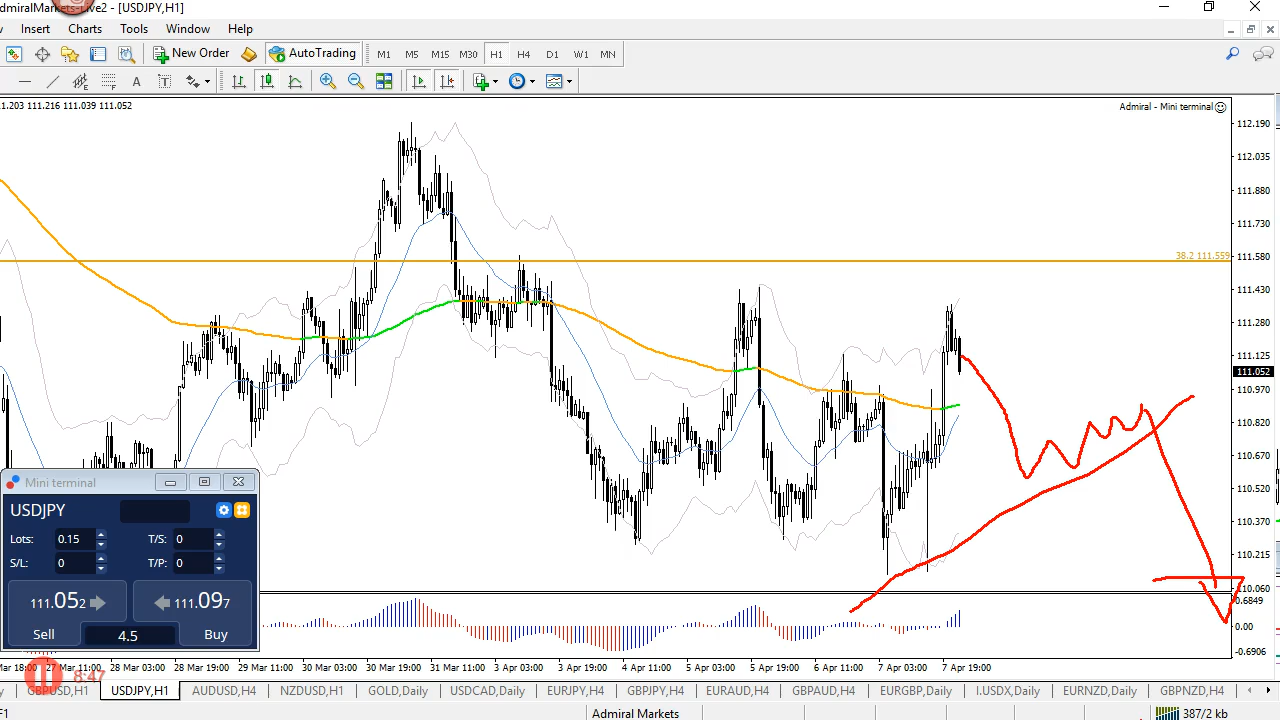 dmiralMarkets-Live2 - [USDJPY,H1]
Insert Charts Tools Window Help
New Order AutoTrading M1 M5 M15 M30 H1 H4 D1 W1 MN
A T
1.203 111.216 111.039 111.052
Admiral - Mini terminal
112.190
112.035
111.880
111.730
38.2 111.559
111.580
111.430
111.280
111.125
111.052
110.970
110.820
110.670
110.520
110.370
110.215
110.060
0.6849
0.00
-0.6906
Mini terminal
USDJPY
Lots: 0.15 T/S: 0
S/L: 0 T/P: 0
111.052 111.097
Sell 4.5 Buy
Mar 18:00 27 Mar 11:00 28 Mar 03:00 28 Mar 19:00 29 Mar 11:00 30 Mar 03:00 30 Mar 19:00 31 Mar 11:00 3 Apr 03:00 3 Apr 19:00 4 Apr 11:00 5 Apr 03:00 5 Apr 19:00 6 Apr 11:00 7 Apr 03:00 7 Apr 19:00
8:47
GBPUSD,H1 USDJPY,H1 AUDUSD,H4 NZDUSD,H1 GOLD,Daily USDCAD,Daily EURJPY,H4 GBPJPY,H4 EURAUD,H4 GBPAUD,H4 EURGBP,Daily I.USDX,Daily EURNZD,Daily GBPNZD,H4
F1 Admiral Markets 387/2 kb